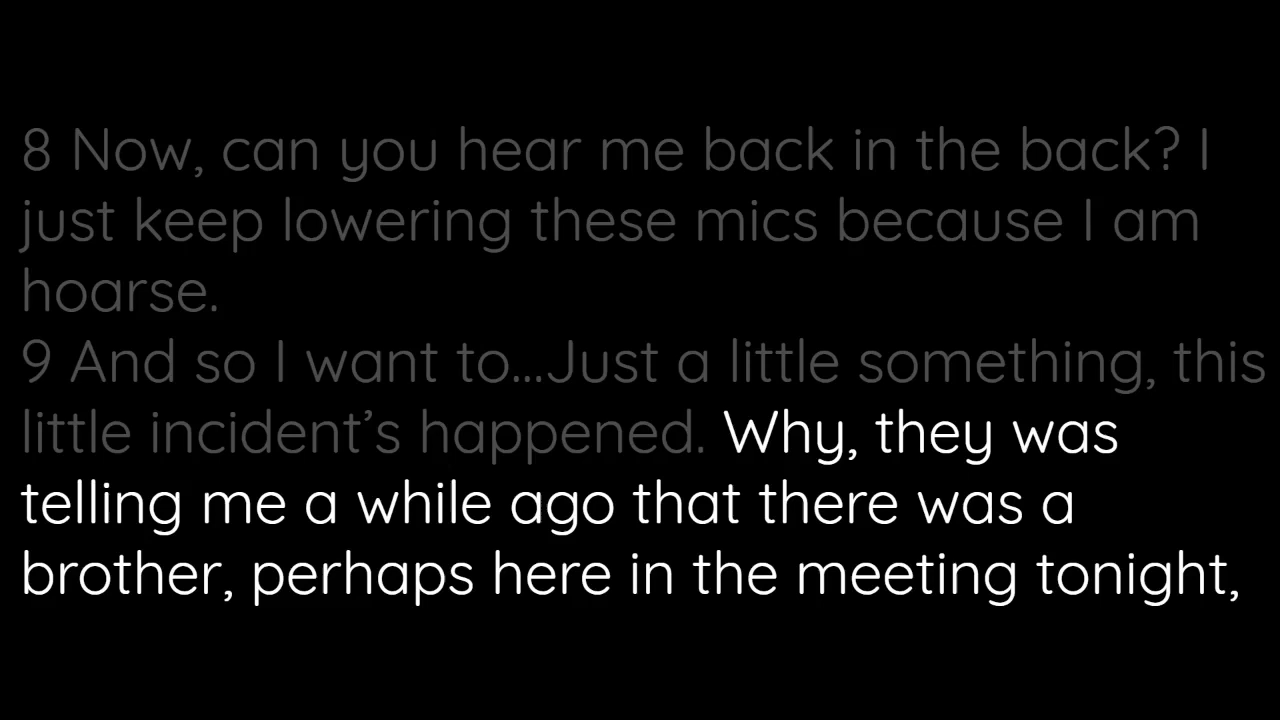 8 Now, can you hear me back in the back? I
just keep lowering these mics because I am
hoarse.
9 And so I want to...Just a little something, this
little incident’s happened. Why, they was
telling me a while ago that there was a
brother, perhaps here in the meeting tonight,